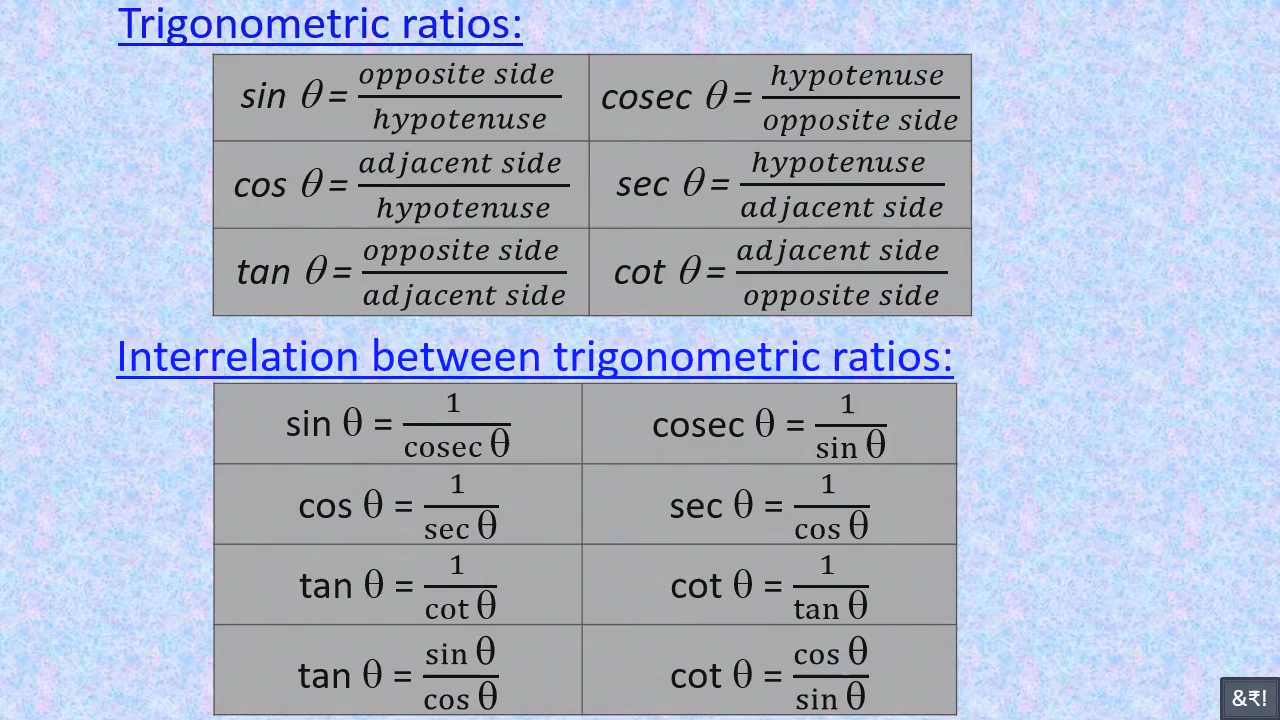 Trigonometric ratios:
sin θ = opposite side / hypotenuse
cosec θ = hypotenuse / opposite side
cos θ = adjacent side / hypotenuse
sec θ = hypotenuse / adjacent side
tan θ = opposite side / adjacent side
cot θ = adjacent side / opposite side
Interrelation between trigonometric ratios:
sin θ = 1 / cosec θ
cosec θ = 1 / sin θ
cos θ = 1 / sec θ
sec θ = 1 / cos θ
tan θ = 1 / cot θ
cot θ = 1 / tan θ
tan θ = sin θ / cos θ
cot θ = cos θ / sin θ
&₹!